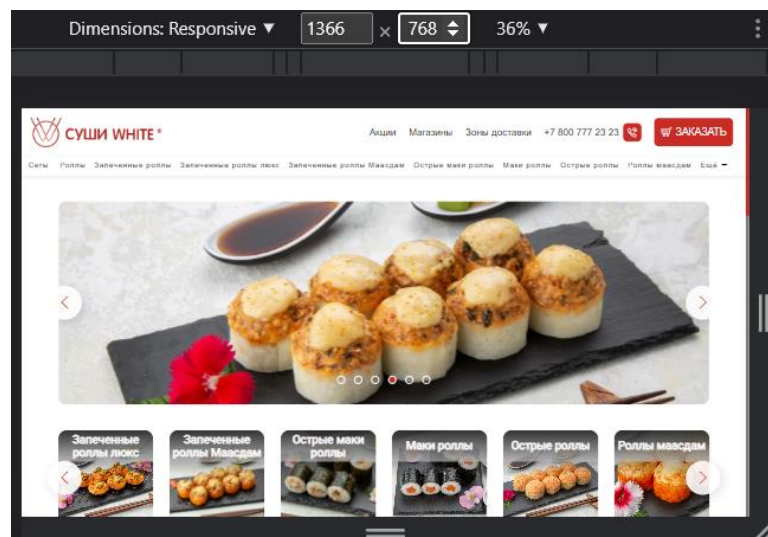 Dimensions: Responsive ▼ 1366 × 768 36% ▼
СУШИ WHITE®
Акции Магазины Зоны доставки +7 800 777 23 23 ЗАКАЗАТЬ
Сеты Роллы Запеченные роллы Запеченные роллы люкс Запеченные роллы Маасдам Острые маки роллы Маки роллы Острые роллы Роллы маасдам Ещё
Запеченные роллы люкс
Запеченные роллы Маасдам
Острые маки роллы
Маки роллы
Острые роллы
Роллы маасдам